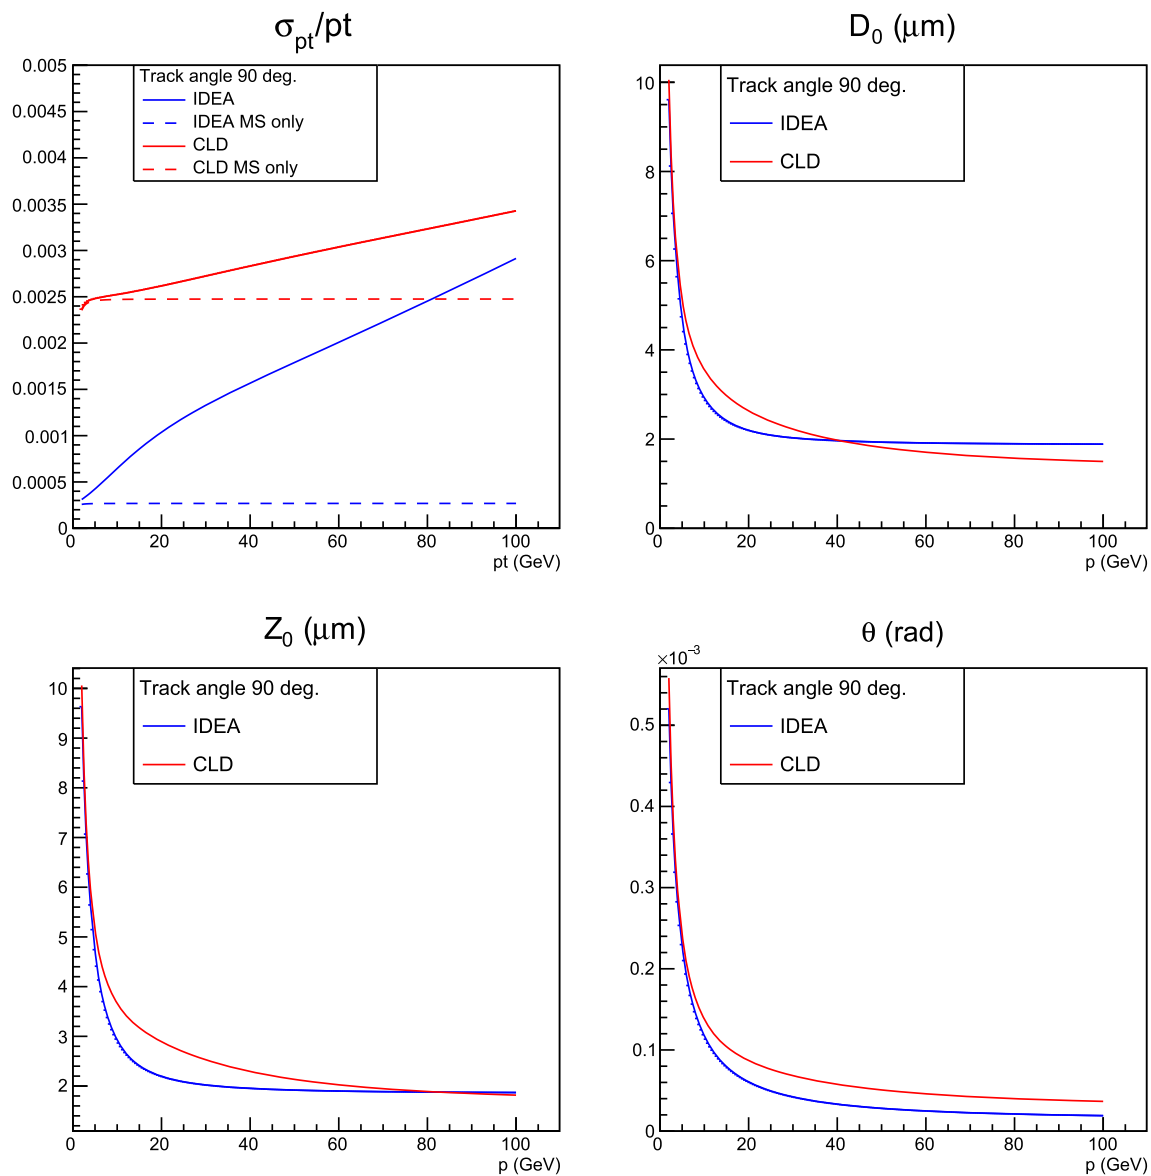 σpt/pt
0.005
0.0045
0.004
0.0035
0.003
0.0025
0.002
0.0015
0.001
0.0005
0
Track angle 90 deg.
IDEA
IDEA MS only
CLD
CLD MS only
0 20 40 60 80 100
pt (GeV)
D0 (μm)
10
8
6
4
2
0
Track angle 90 deg.
IDEA
CLD
0 20 40 60 80 100
p (GeV)
Z0 (μm)
10
9
8
7
6
5
4
3
2
Track angle 90 deg.
IDEA
CLD
0 20 40 60 80 100
p (GeV)
θ (rad)
×10−3
0.5
0.4
0.3
0.2
0.1
0
Track angle 90 deg.
IDEA
CLD
0 20 40 60 80 100
p (GeV)